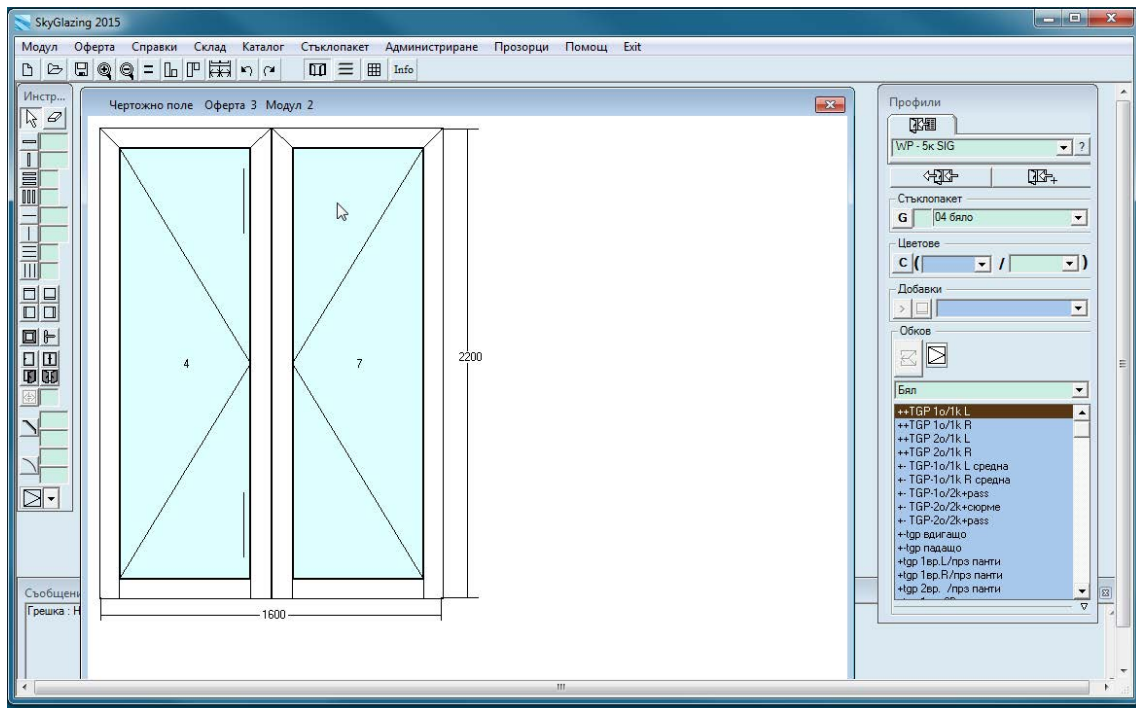 SkyGlazing 2015
Модул Оферта Справки Склад Каталог Стъклопакет Администриране Прозорци Помощ Exit
Info
Инстр...
Чертожно поле Оферта 3 Модул 2
4
7
2200
1600
Профили
WP - 5к SIG
?
Стъклопакет
G 04 бяло
Цветове
C ( / )
Добавки
>
Обков
Бял
++TGP 1o/1k L
++TGP 1o/1k R
++TGP 2o/1k L
++TGP 2o/1k R
+- TGP-1o/1k L средна
+- TGP-1o/1k R средна
+- TGP-1o/2k+pass
+- TGP-2o/2k+сюрме
+- TGP-2o/2k+pass
+-tgp вдигащо
+-tgp падащо
+tgp 1вр.L/прз панти
+tgp 1вр.R/прз панти
+tgp 2вр. /прз панти
Съобщен
Грешка : Н